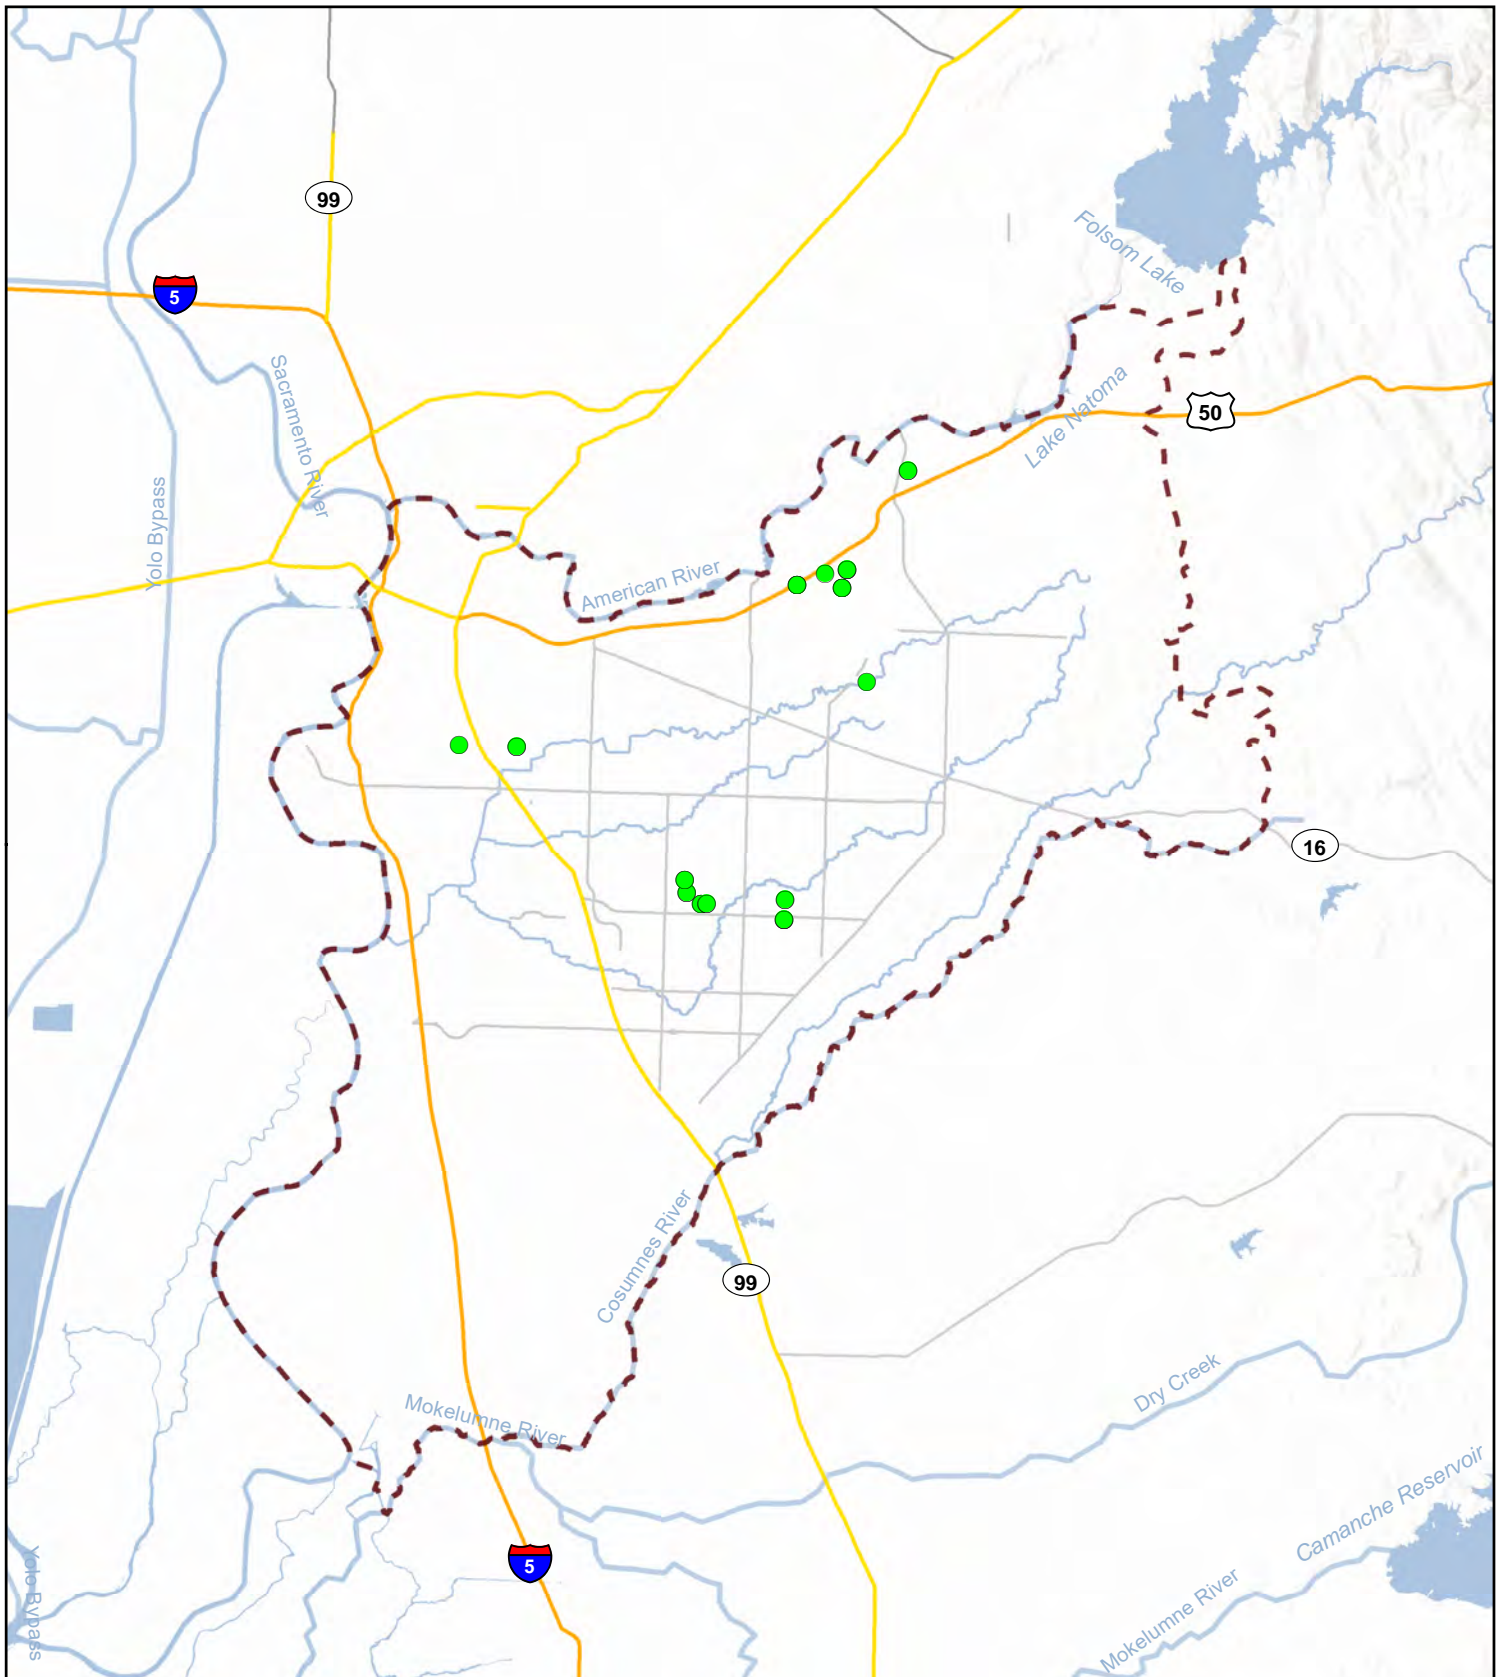 99
Folsom Lake
5
Sacramento River
Lake Natoma
50
Yolo Bypass
American River
16
Cosumnes River
99
Dry Creek
Mokelumne River
Camanche Reservoir
5
Yolo Bypass
Mokelumne River